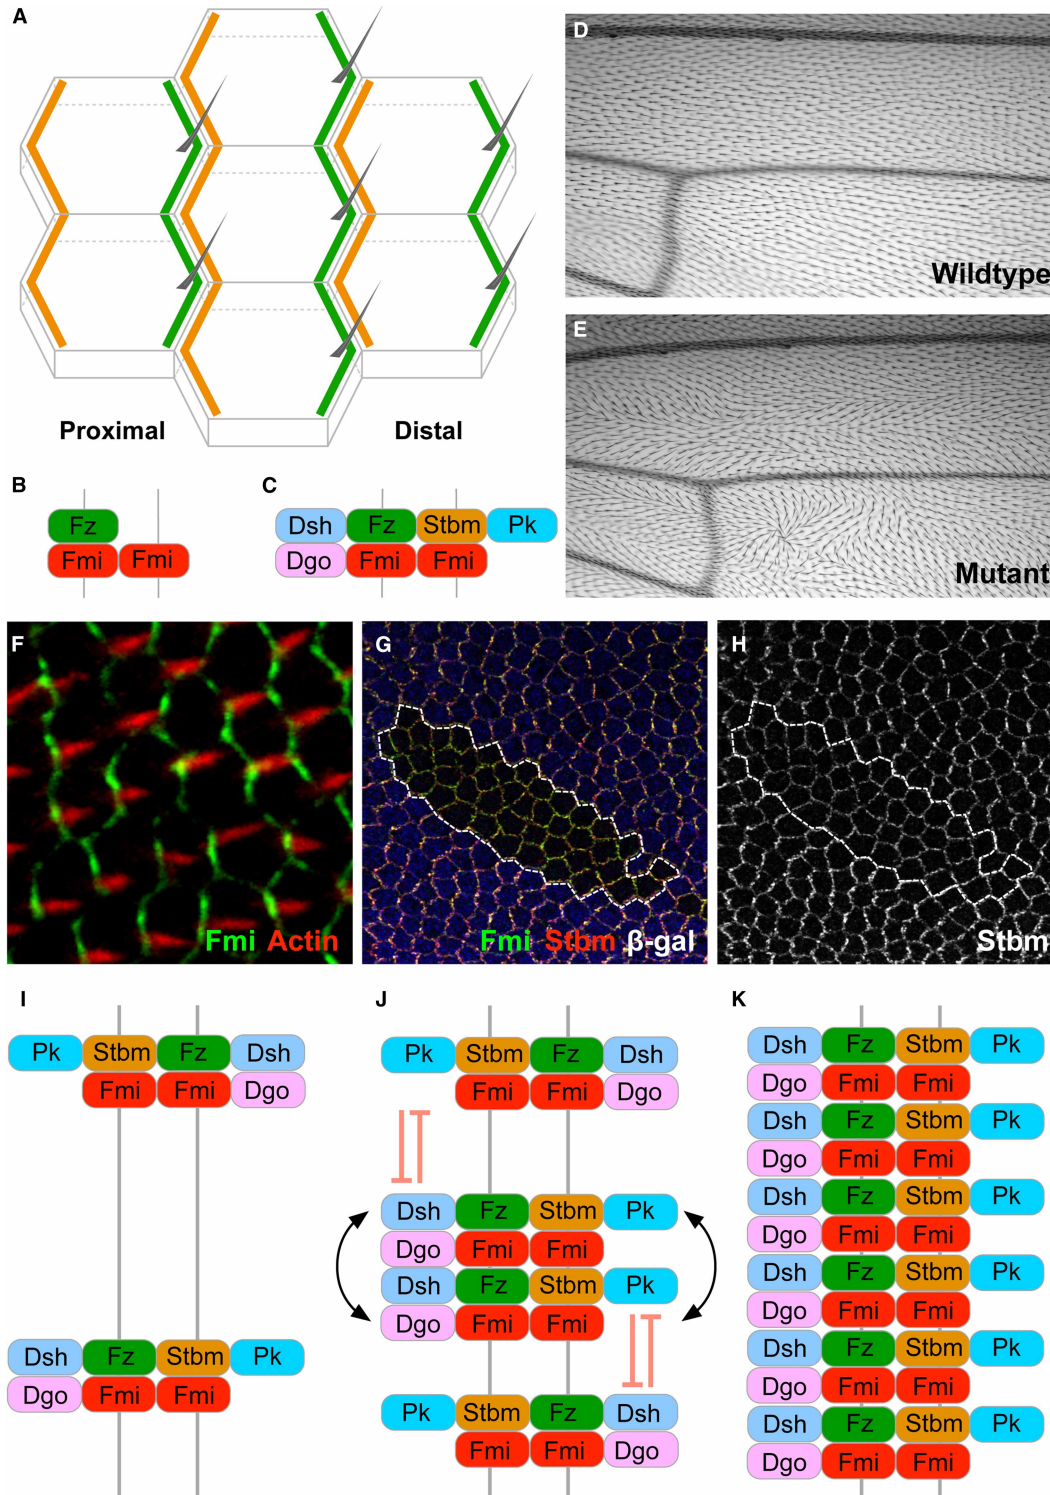 A
Proximal
Distal
B
Fz
Fmi Fmi
C
Dsh Fz Stbm Pk
Dgo Fmi Fmi
D
Wildtype
E
Mutant
F
Fmi Actin
G
Fmi Stbm β-gal
H
Stbm
I
Pk Stbm Fz Dsh
Fmi Fmi Dgo
Dsh Fz Stbm Pk
Dgo Fmi Fmi
J
Pk Stbm Fz Dsh
Fmi Fmi Dgo
Dsh Fz Stbm Pk
Dgo Fmi Fmi
Dsh Fz Stbm Pk
Dgo Fmi Fmi
Pk Stbm Fz Dsh
Fmi Fmi Dgo
K
Dsh Fz Stbm Pk
Dgo Fmi Fmi
Dsh Fz Stbm Pk
Dgo Fmi Fmi
Dsh Fz Stbm Pk
Dgo Fmi Fmi
Dsh Fz Stbm Pk
Dgo Fmi Fmi
Dsh Fz Stbm Pk
Dgo Fmi Fmi
Dsh Fz Stbm Pk
Dgo Fmi Fmi